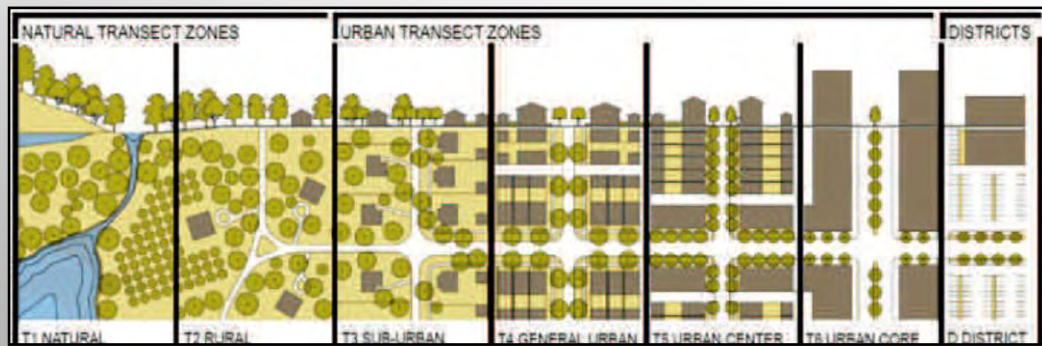 NATURAL TRANSECT ZONES
URBAN TRANSECT ZONES
DISTRICTS
T1 NATURAL
T2 RURAL
T3 SUB-URBAN
T4 GENERAL URBAN
T5 URBAN CENTER
T6 URBAN CORE
D DISTRICT